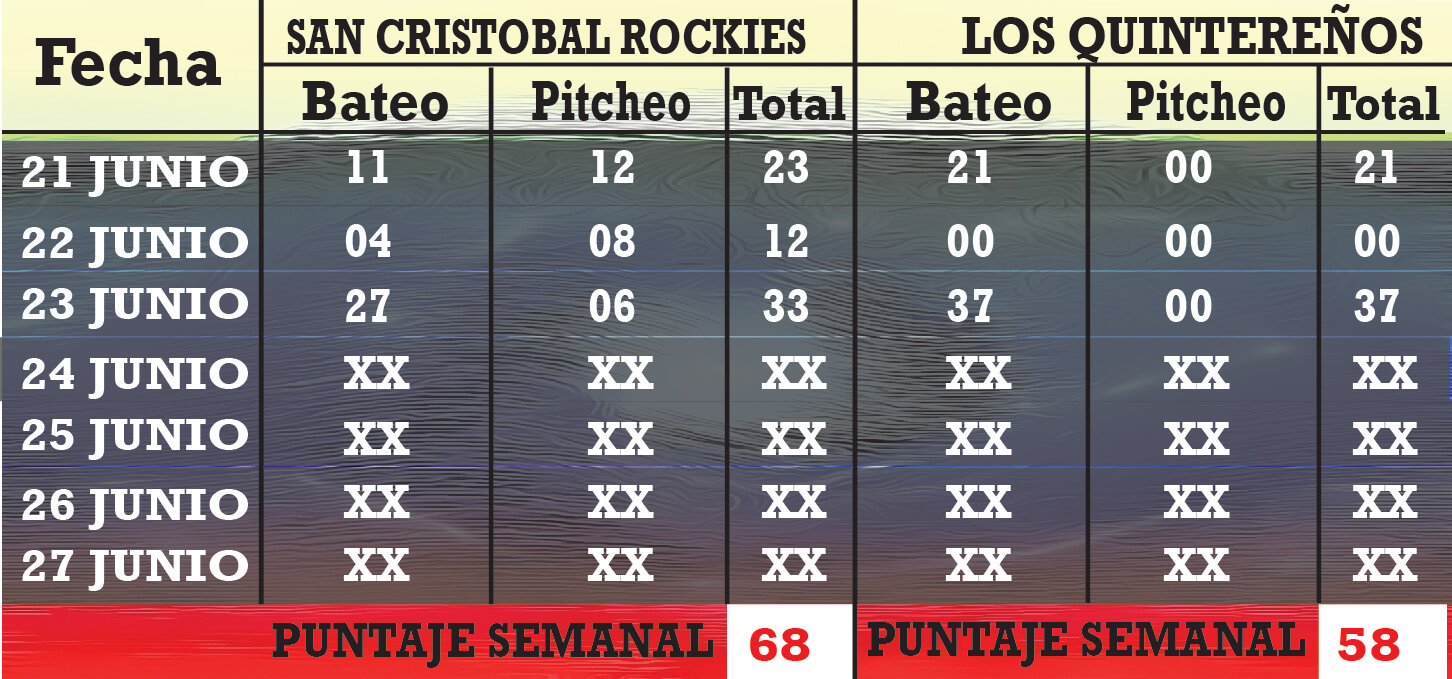 Fecha SAN CRISTOBAL ROCKIES LOS QUINTEREÑOS
Bateo Pitcheo Total Bateo Pitcheo Total
21 JUNIO 11 12 23 21 00 21
22 JUNIO 04 08 12 00 00 00
23 JUNIO 27 06 33 37 00 37
24 JUNIO XX XX XX XX XX XX
25 JUNIO XX XX XX XX XX XX
26 JUNIO XX XX XX XX XX XX
27 JUNIO XX XX XX XX XX XX
PUNTAJE SEMANAL 68 PUNTAJE SEMANAL 58